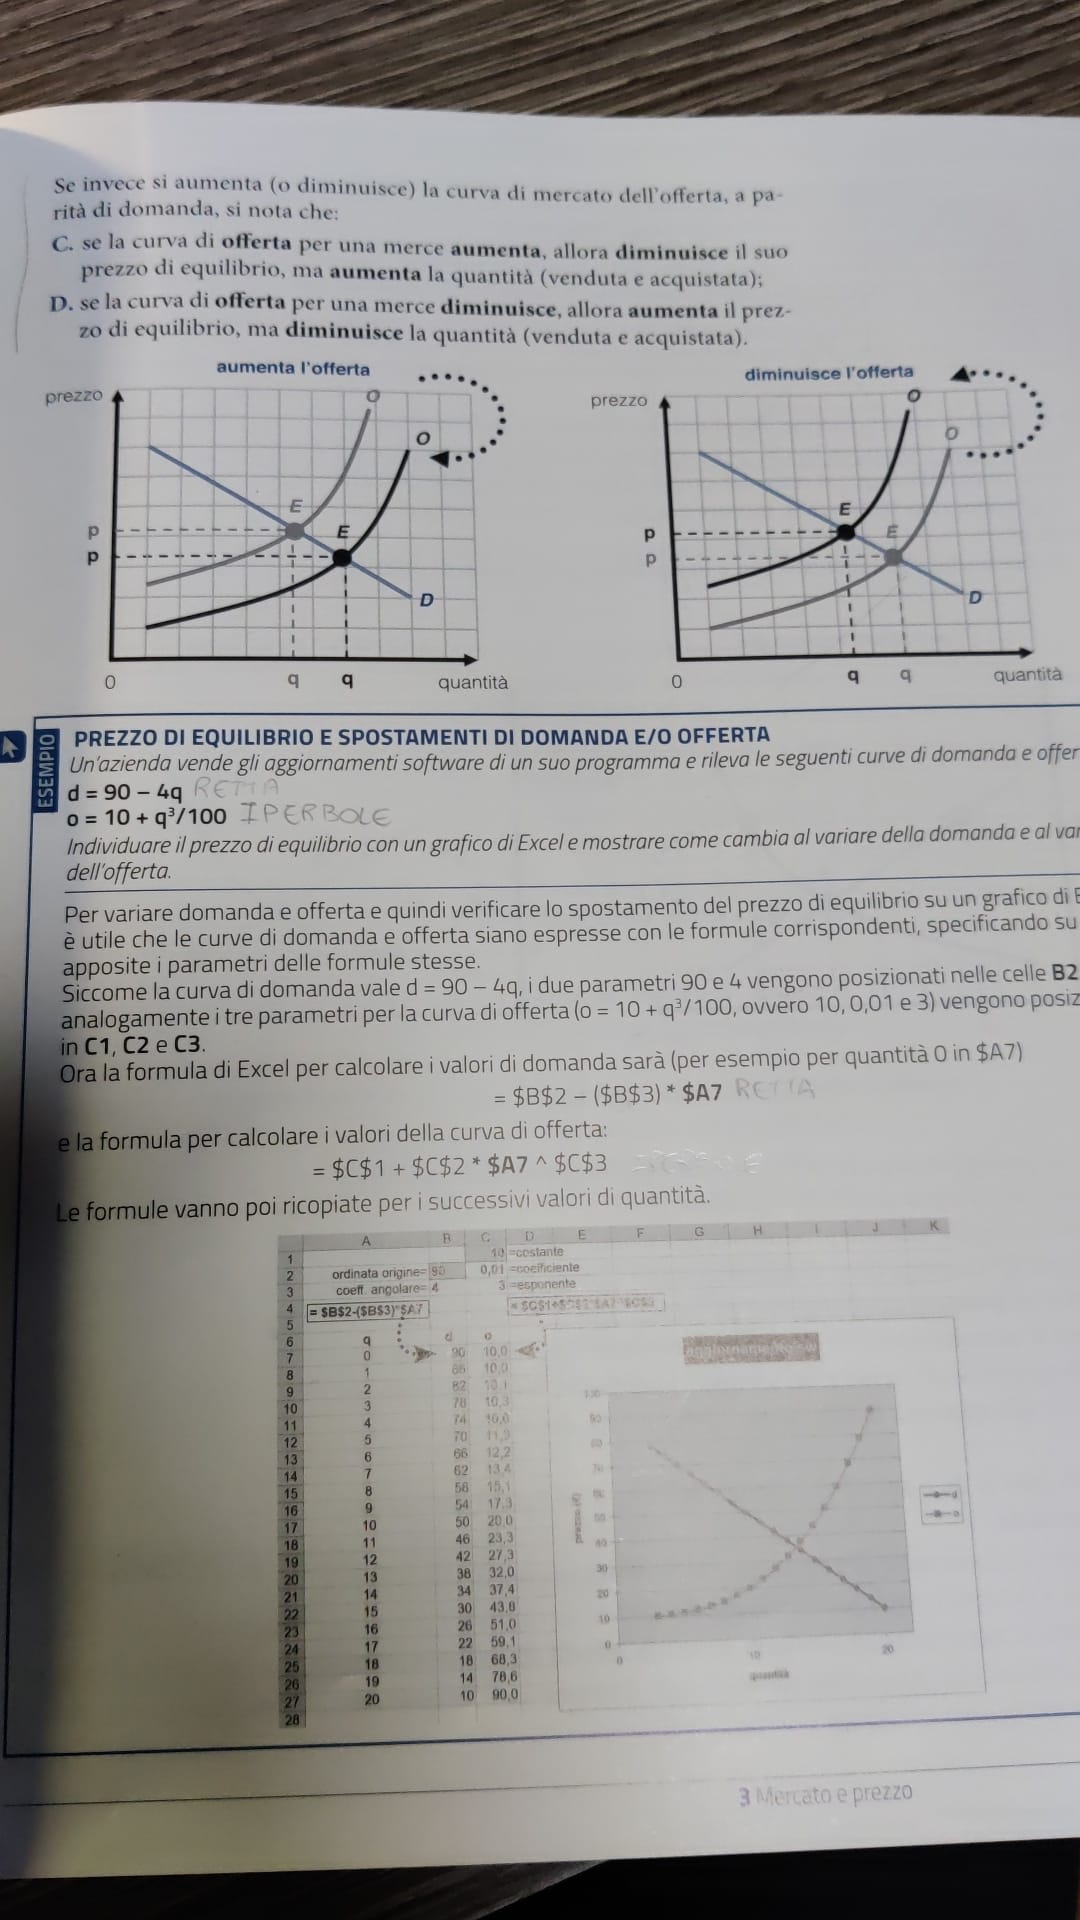 Se invece si aumenta (o diminuisce) la curva di mercato dell'offerta, a pa-
rità di domanda, si nota che:
C. se la curva di offerta per una merce aumenta, allora diminuisce il suo
prezzo di equilibrio, ma aumenta la quantità (venduta e acquistata);
D. se la curva di offerta per una merce diminuisce, allora aumenta il prez-
zo di equilibrio, ma diminuisce la quantità (venduta e acquistata).
aumenta l'offerta
prezzo
O
O
E
E
p
p
D
0
q
q
quantità
diminuisce l'offerta
prezzo
O
O
E
E
p
p
D
0
q
q
quantità
ESEMPIO
PREZZO DI EQUILIBRIO E SPOSTAMENTI DI DOMANDA E/O OFFERTA
Un'azienda vende gli aggiornamenti software di un suo programma e rileva le seguenti curve di domanda e offer
d = 90 – 4q RETTA
o = 10 + q³/100 IPERBOLE
Individuare il prezzo di equilibrio con un grafico di Excel e mostrare come cambia al variare della domanda e al var
dell'offerta.
Per variare domanda e offerta e quindi verificare lo spostamento del prezzo di equilibrio su un grafico di E
è utile che le curve di domanda e offerta siano espresse con le formule corrispondenti, specificando su
apposite i parametri delle formule stesse.
Siccome la curva di domanda vale d = 90 – 4q, i due parametri 90 e 4 vengono posizionati nelle celle B2
analogamente i tre parametri per la curva di offerta (o = 10 + q³/100, ovvero 10, 0,01 e 3) vengono posiz
in C1, C2 e C3.
Ora la formula di Excel per calcolare i valori di domanda sarà (per esempio per quantità 0 in $A7)
= $B$2 – ($B$3) * $A7 RETTA
e la formula per calcolare i valori della curva di offerta:
= $C$1 + $C$2 * $A7 ^ $C$3
Le formule vanno poi ricopiate per i successivi valori di quantità.
A B C D E F G H I J K
1 10 =costante
2 ordinata origine= 90 0,01 =coefficiente
3 coeff. angolare= 4 3 =esponente
4 = $B$2-($B$3)*$A7 = $C$1+$C$2*$A7^$C$3
5
6 q d o
7 0 90 10,0
8 1 86 10,0
9 2 82 10,1
10 3 78 10,3
11 4 74 10,6
12 5 70 11,3
13 6 66 12,2
14 7 62 13,4
15 8 58 15,1
16 9 54 17,3
17 10 50 20,0
18 11 46 23,3
19 12 42 27,3
20 13 38 32,0
21 14 34 37,4
22 15 30 43,8
23 16 26 51,0
24 17 22 59,1
25 18 18 68,3
26 19 14 78,6
27 20 10 90,0
28
aggiornamento sw
100
90
80
70
60
50
40
30
20
10
0
0
10
20
quantità
d
o
3 Mercato e prezzo